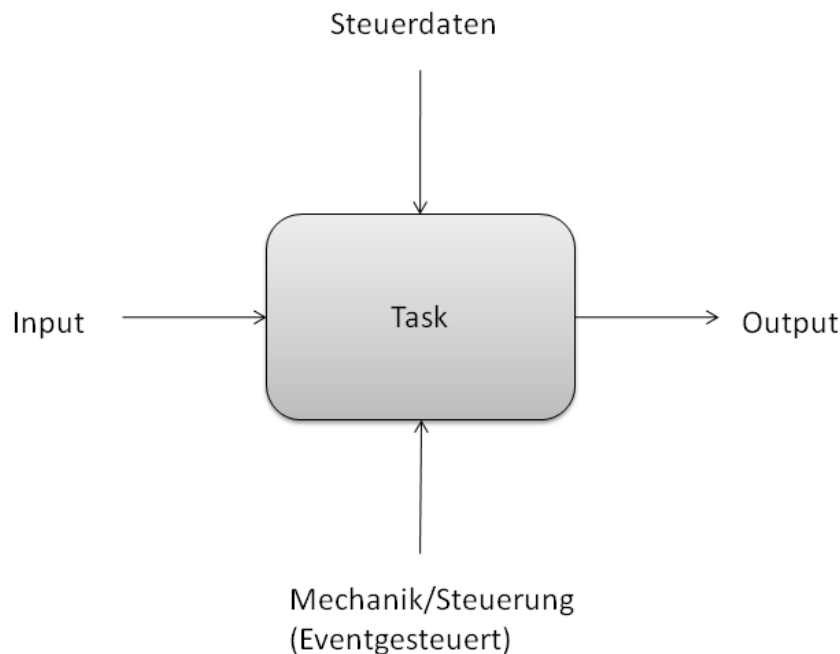 Steuerdaten
Input
Task
Output
Mechanik/Steuerung
(Eventgesteuert)